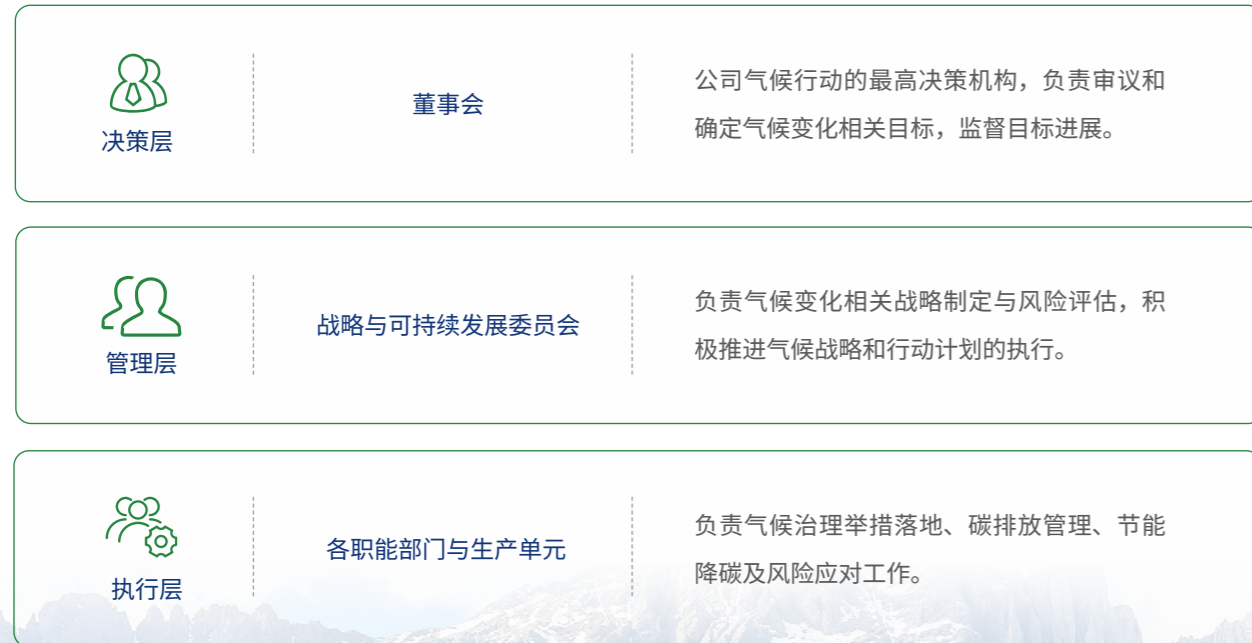 决策层
董事会
公司气候行动的最高决策机构，负责审议和
确定气候变化相关目标，监督目标进展。
管理层
战略与可持续发展委员会
负责气候变化相关战略制定与风险评估，积
极推进气候战略和行动计划的执行。
执行层
各职能部门与生产单元
负责气候治理举措落地、碳排放管理、节能
降碳及风险应对工作。